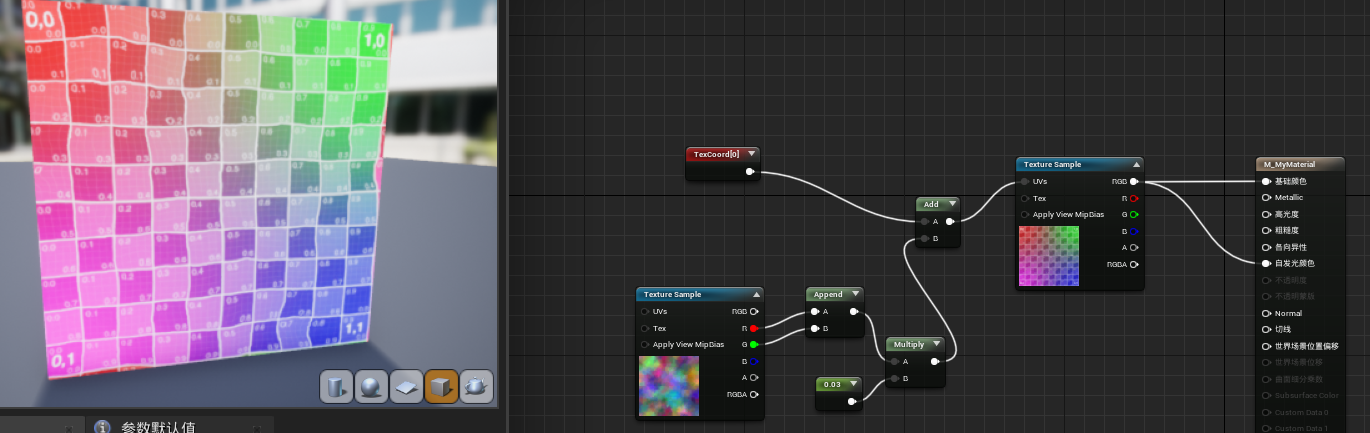 0,0
1,0
0,1
1,1
参数默认值
TexCoord[0]
Texture Sample
UVs
RGB
Tex
R
Apply View MipBias
G
B
A
RGBA
Append
A
B
Multiply
A
B
0.03
Add
A
B
Texture Sample
UVs
RGB
Tex
R
Apply View MipBias
G
B
A
RGBA
M_MyMaterial
基础颜色
Metallic
高光度
粗糙度
各向异性
自发光颜色
不透明度
不透明蒙版
Normal
切线
世界场景位置偏移
世界场景位移
曲面细分乘数
Subsurface Color
Custom Data 0
Custom Data 1